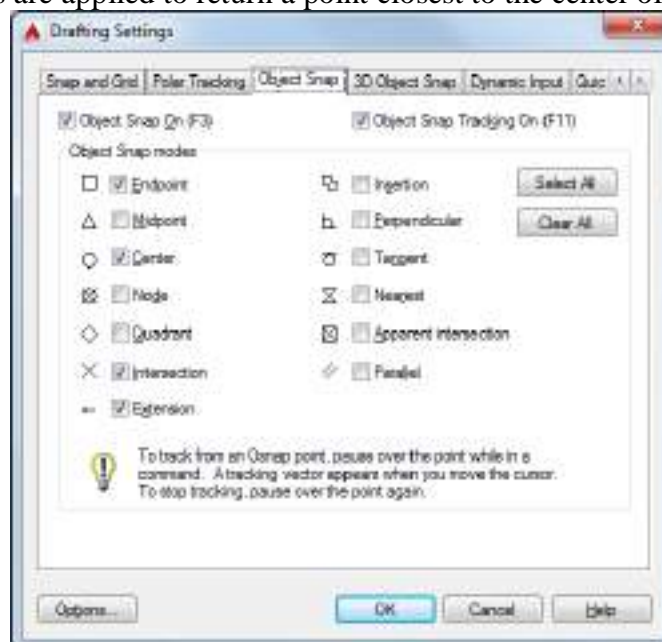 s are applied to return a point closest to the center of
Drafting Settings
Snap and Grid Polar Tracking Object Snap 3D Object Snap Dynamic Input Quic
Object Snap On (F3) Object Snap Tracking On (F11)
Object Snap modes
Endpoint Insertion Select All
Midpoint Perpendicular Clear All
Center Tangent
Node Nearest
Quadrant Apparent intersection
Intersection Parallel
Extension
To track from an Osnap point, pause over the point while in a
command. A tracking vector appears when you move the cursor.
To stop tracking, pause over the point again.
Options... OK Cancel Help